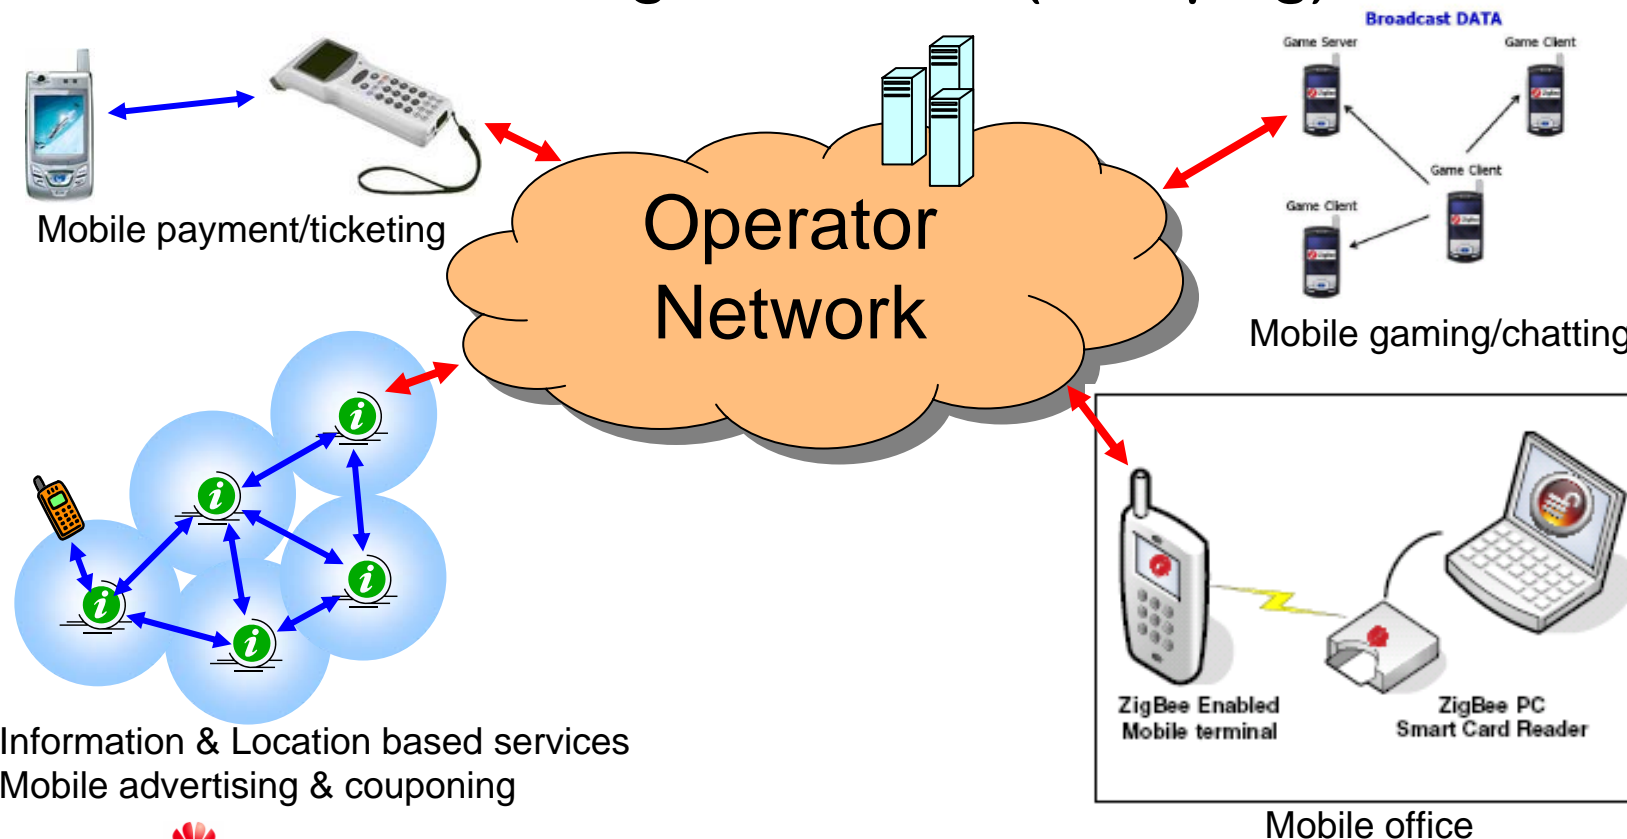 Broadcast DATA
Game Server
Game Client
Game Client
Game Client
Mobile payment/ticketing
Operator
Network
Mobile gaming/chatting
ZigBee Enabled
Mobile terminal
ZigBee PC
Smart Card Reader
Information & Location based services
Mobile advertising & couponing
Mobile office